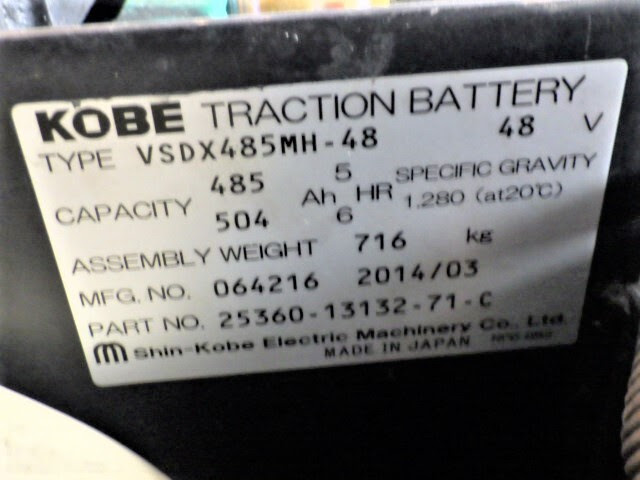 KOBE TRACTION BATTERY
TYPE VSDX485MH-48 48 V
CAPACITY 485 Ah 5 HR SPECIFIC GRAVITY
504 6 1.280 (at20℃)
ASSEMBLY WEIGHT 716 kg
MFG. NO. 064216 2014/03
PART NO. 25360-13132-71-C
Shin-Kobe Electric Machinery Co., Ltd.
MADE IN JAPAN